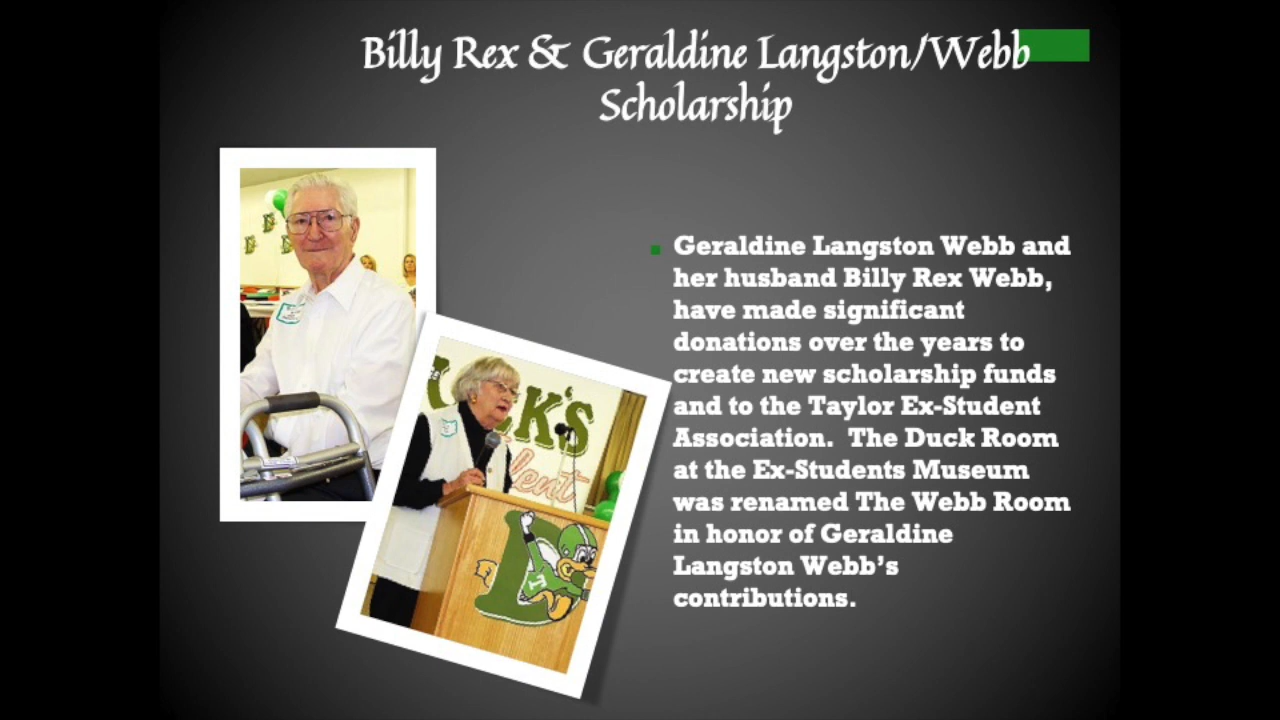 Billy Rex & Geraldine Langston/Webb
Scholarship
Geraldine Langston Webb and
her husband Billy Rex Webb,
have made significant
donations over the years to
create new scholarship funds
and to the Taylor Ex-Student
Association.  The Duck Room
at the Ex-Students Museum
was renamed The Webb Room
in honor of Geraldine
Langston Webb’s
contributions.